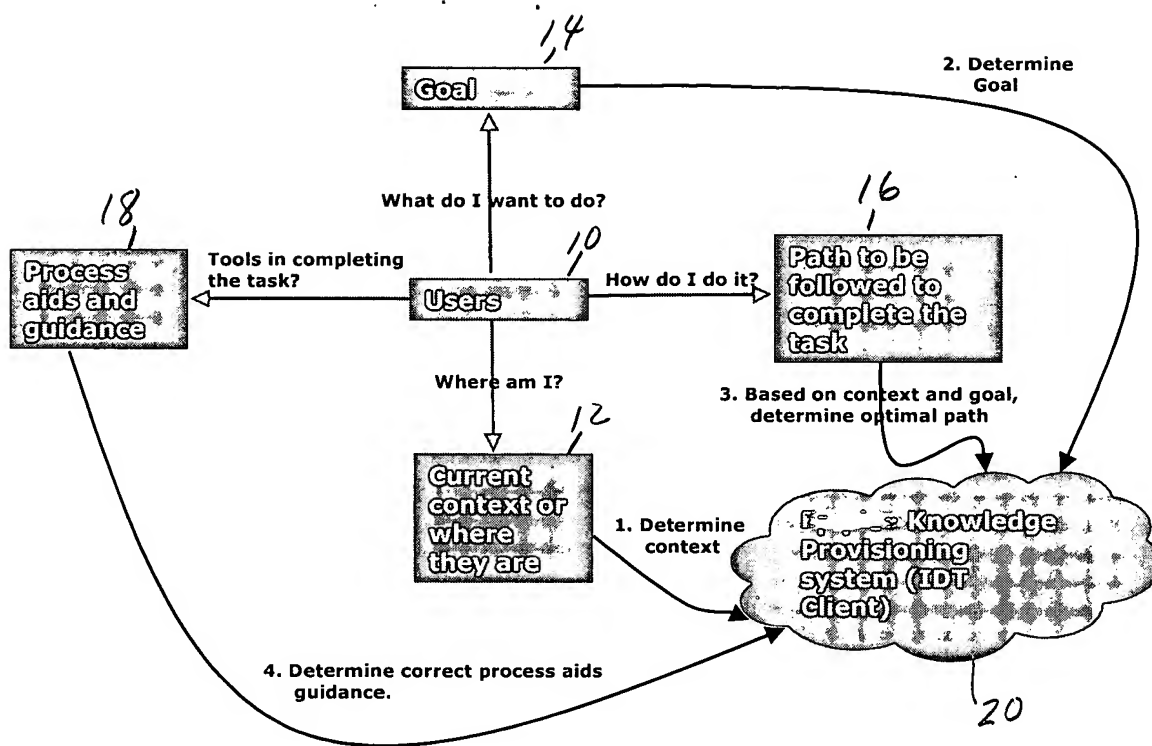 14
Goal
2. Determine
Goal
What do I want to do?
18
Process
aids and
guidance
Tools in completing
the task?
10
Users
How do I do it?
16
Path to be
followed to
complete the
task
Where am I?
3. Based on context and goal,
determine optimal path
12
Current
context or
where
they are
1. Determine
context
Knowledge
Provisioning
system (IDT
Client)
4. Determine correct process aids
guidance.
20